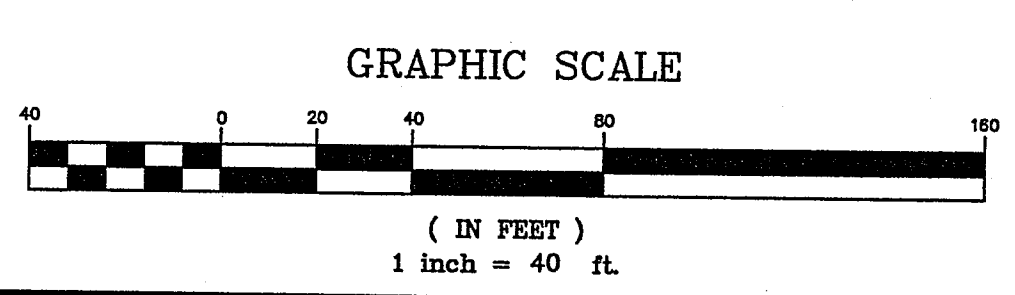 GRAPHIC SCALE
40 0 20 40 80 160
( IN FEET )
1 inch = 40 ft.